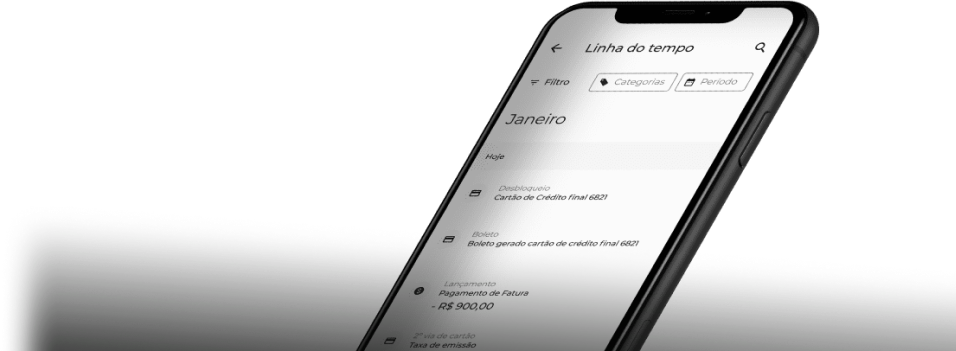 Linha do tempo
Filtro
Categorias
Período
Janeiro
Hoje
Desbloqueio
Cartão de Crédito final 6821
Boleto
Boleto gerado cartão de crédito final 6821
Lançamento
Pagamento de Fatura
- R$ 900,00
2ª via de cartão
Taxa de emissão